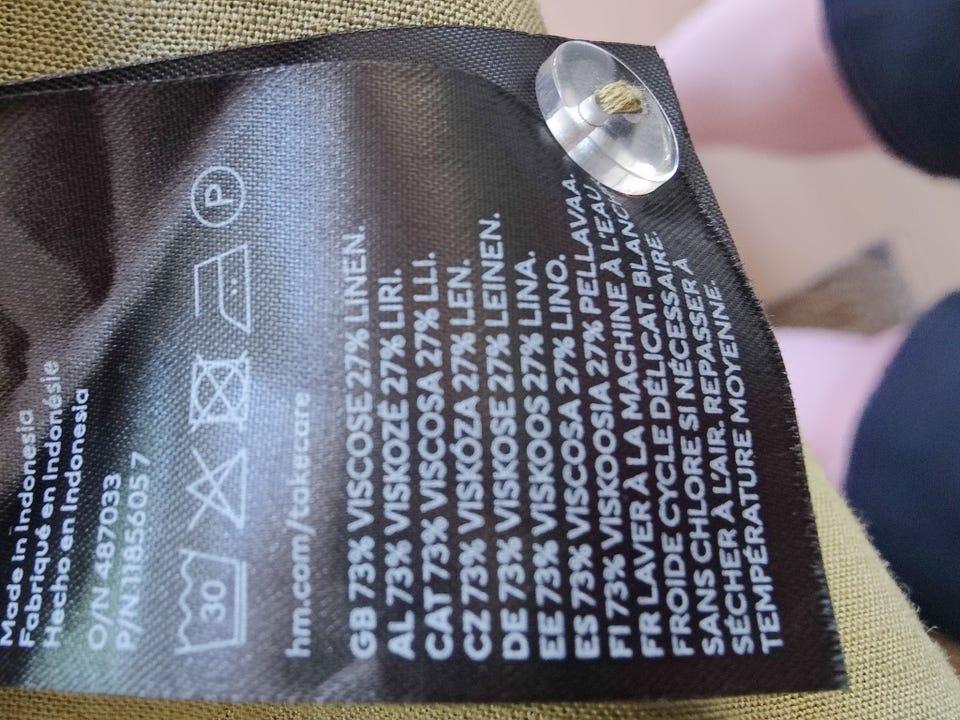 Made in Indonesia
Fabriqué en Indonésie
Hecho en Indonesia
O/N 487033
P/N 11856057
30
P
hm.com/takecare
GB 73% VISCOSE 27% LINEN.
AL 73% VISKOZË 27% LIRI.
CAT 73% VISCOSA 27% LLI.
CZ 73% VISKÓZA 27% LEN.
DE 73% VISKOSE 27% LEINEN.
EE 73% VISKOOS 27% LINA.
ES 73% VISCOSA 27% LINO.
FI 73% VISKOOSIA 27% PELLAVAA.
FR LAVER À LA MACHINE À L'EAU
FROIDE CYCLE DÉLICAT.
SANS CHLORE SI NÉCESSAIRE.
SÉCHER À L'AIR. REPASSER À
TEMPÉRATURE MOYENNE.